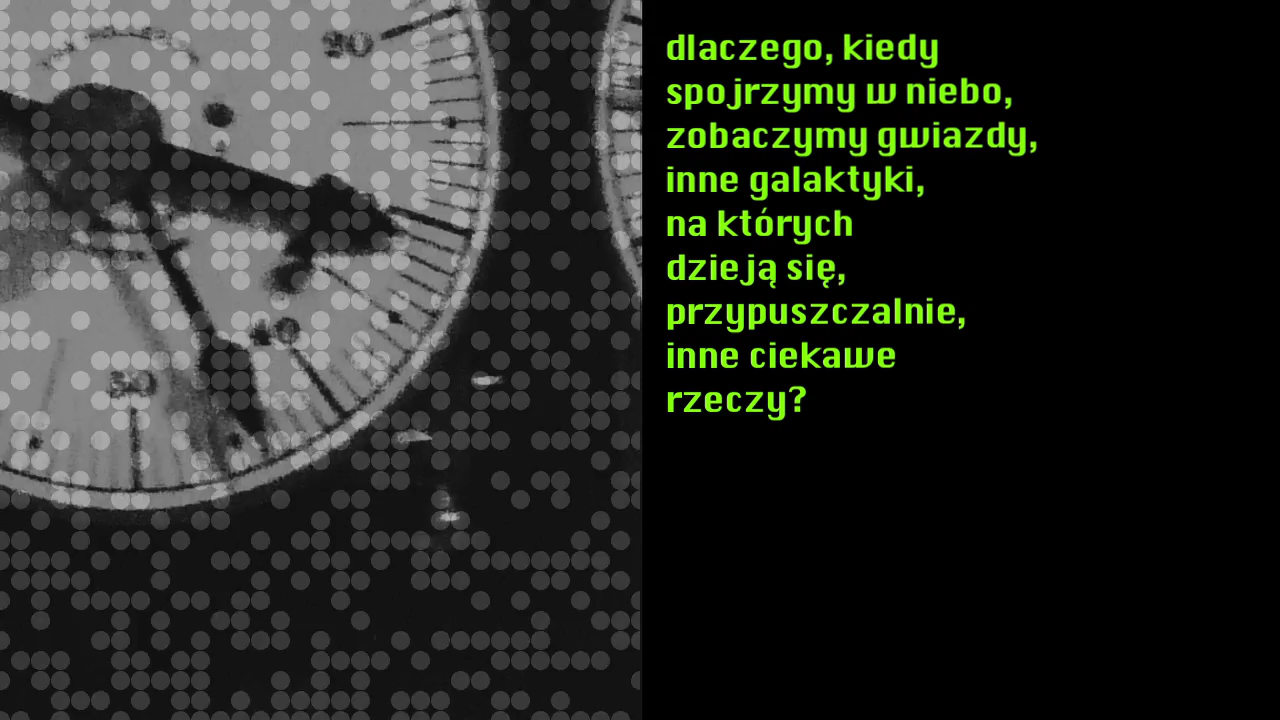 dlaczego, kiedy
spojrzymy w niebo,
zobaczymy gwiazdy,
inne galaktyki,
na których
dzieją się,
przypuszczalnie,
inne ciekawe
rzeczy?